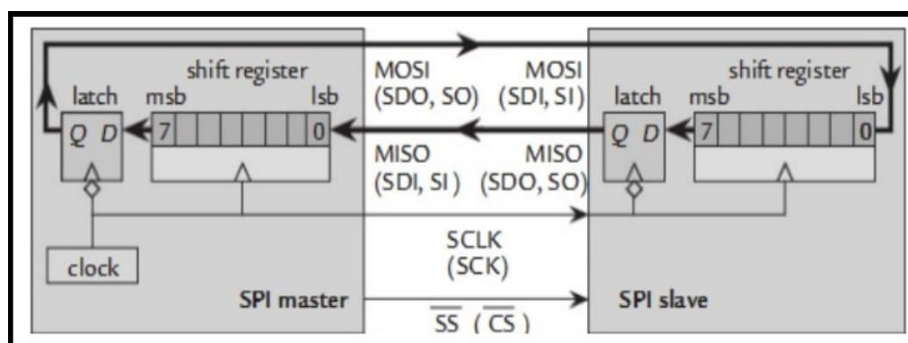 shift register
latch
msb
lsb
Q D
7
0
clock
SPI master
MOSI
(SDO, SO)
MISO
(SDI, SI)
MOSI
(SDI, SI)
MISO
(SDO, SO)
SCLK
(SCK)
SS (CS)
shift register
latch
msb
lsb
Q D
7
0
SPI slave